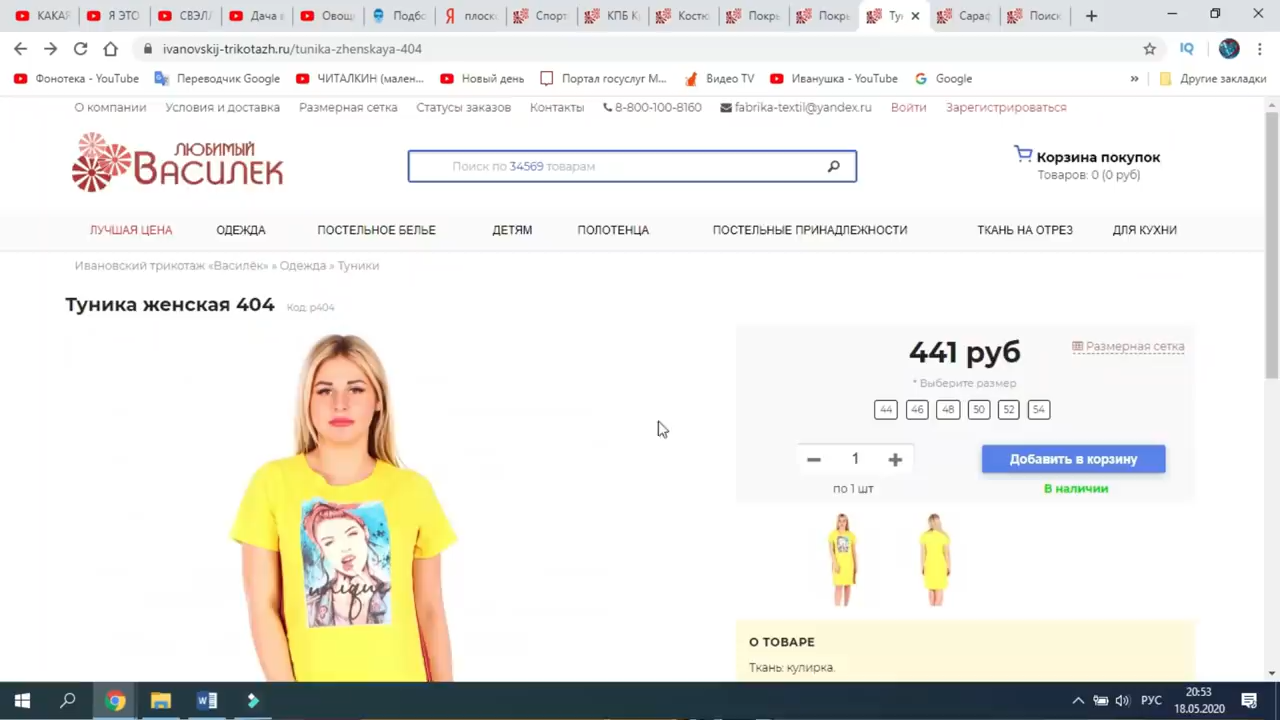 КАКАЯ Я ЭТО СВЭЛЛ Дача в Овощ Подбо плоско Спорт КПБ К Костю Покры Покры Ту Сараф Поиск
ivanovskij-trikotazh.ru/tunika-zhenskaya-404
Фонотека - YouTube Переводчик Google ЧИТАЛКИН (мален... Новый день Портал госуслуг М... Видео TV Иванушка - YouTube Google » Другие закладки
О компании Условия и доставка Размерная сетка Статусы заказов Контакты 8-800-100-8160 fabrika-textil@yandex.ru Войти Зарегистрироваться
ЛЮБИМЫЙ
ВАСИЛЕК
Поиск по 34569 товарам
Корзина покупок
Товаров: 0 (0 руб)
ЛУЧШАЯ ЦЕНА ОДЕЖДА ПОСТЕЛЬНОЕ БЕЛЬЕ ДЕТЯМ ПОЛОТЕНЦА ПОСТЕЛЬНЫЕ ПРИНАДЛЕЖНОСТИ ТКАНЬ НА ОТРЕЗ ДЛЯ КУХНИ
Ивановский трикотаж «Василёк» » Одежда » Туники
Туника женская 404 Код: p404
441 руб
Размерная сетка
* Выберите размер
44 46 48 50 52 54
− 1 +
Добавить в корзину
по 1 шт
В наличии
unique
О ТОВАРЕ
Ткань: кулирка.
РУС
20:53
18.05.2020